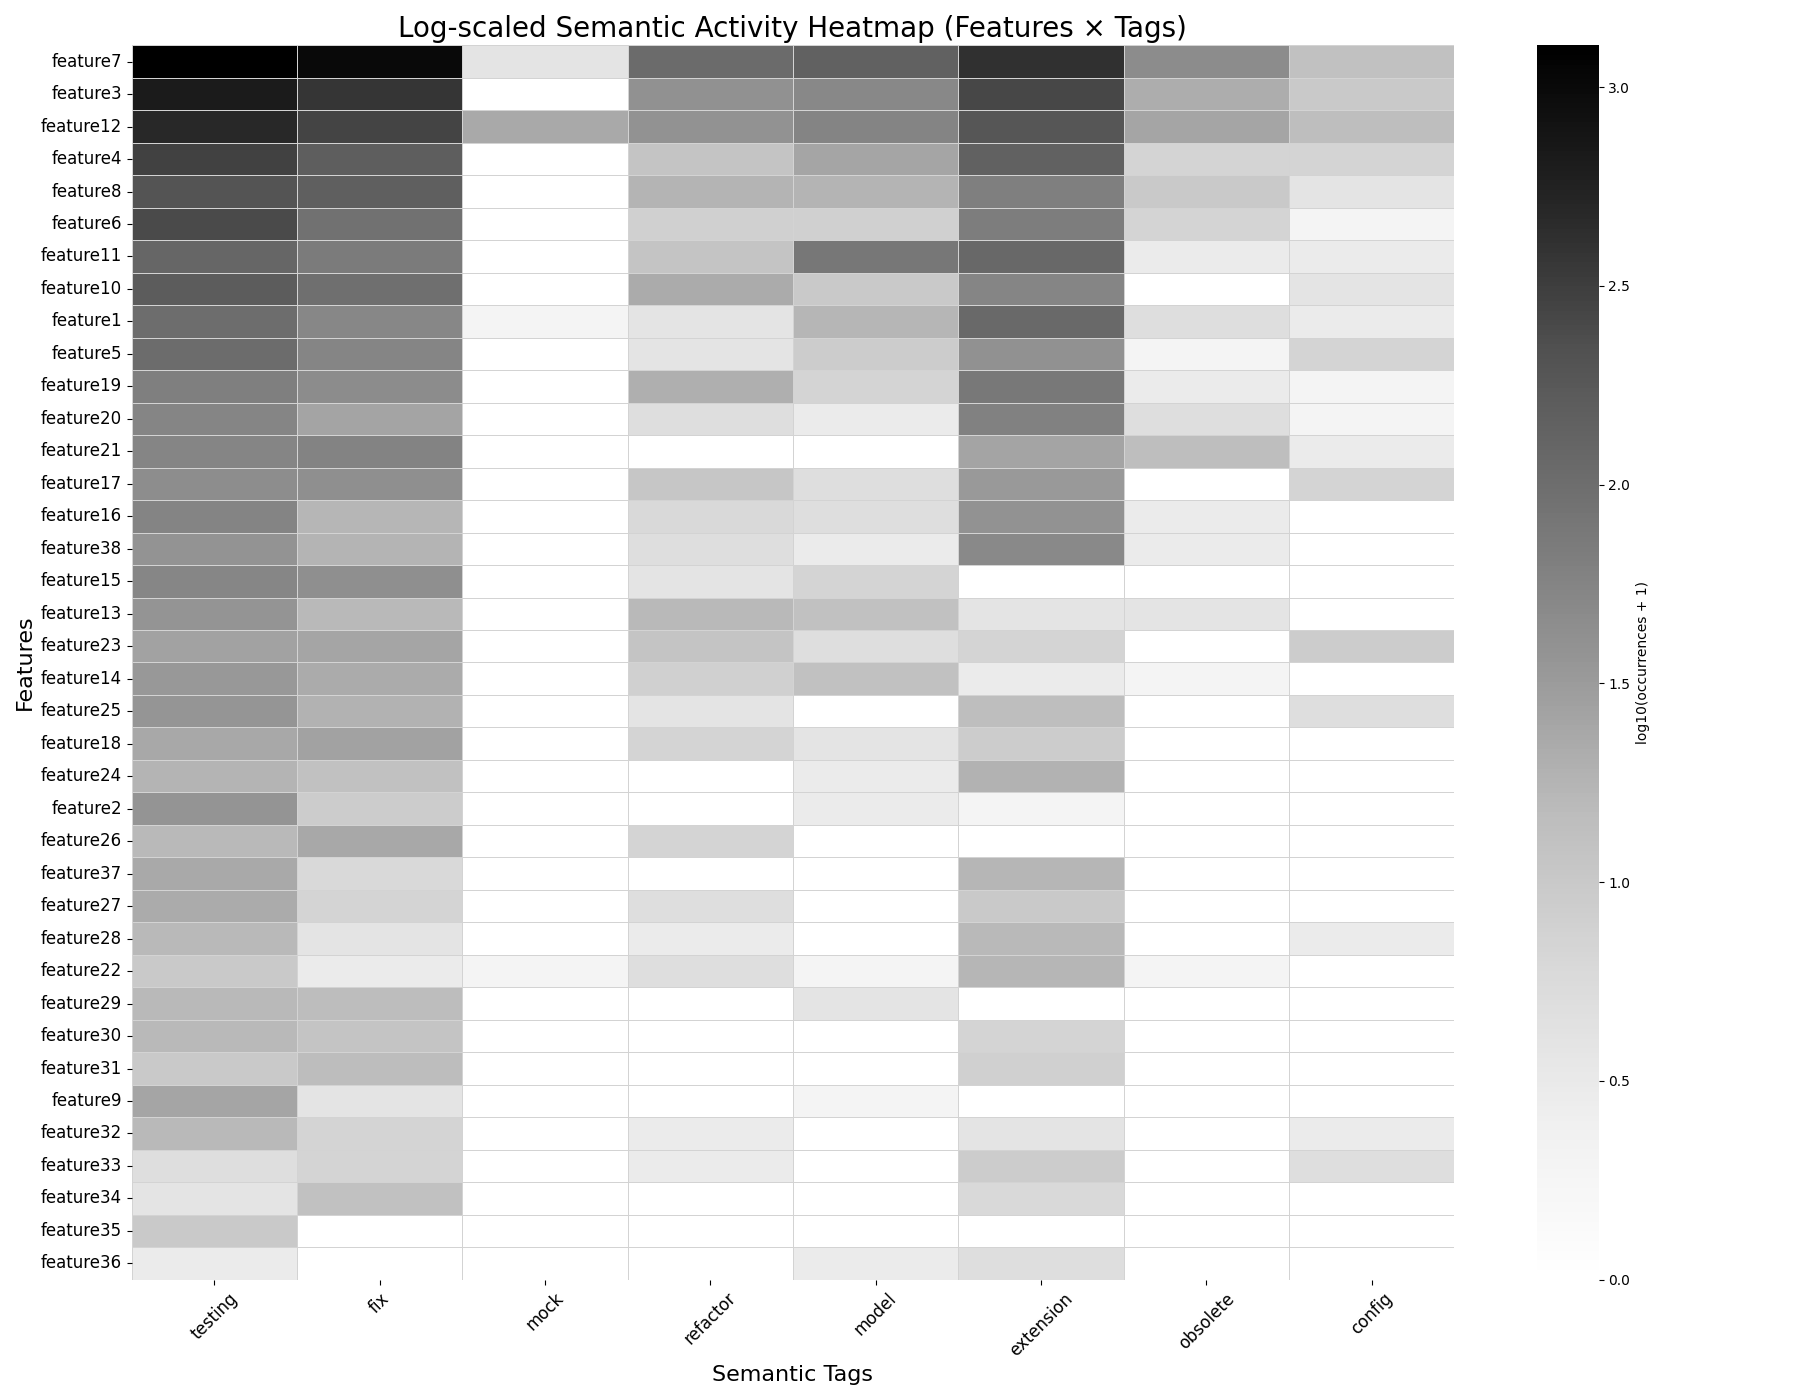 Log-scaled Semantic Activity Heatmap (Features × Tags)
feature7
feature3
feature12
feature4
feature8
feature6
feature11
feature10
feature1
feature5
feature19
feature20
feature21
feature17
feature16
feature38
feature15
feature13
feature23
feature14
feature25
feature18
feature24
feature2
feature26
feature37
feature27
feature28
feature22
feature29
feature30
feature31
feature9
feature32
feature33
feature34
feature35
feature36
Features
testing
fix
mock
refactor
model
extension
obsolete
config
Semantic Tags
3.0
2.5
2.0
1.5
1.0
0.5
0.0
log10(occurrences + 1)